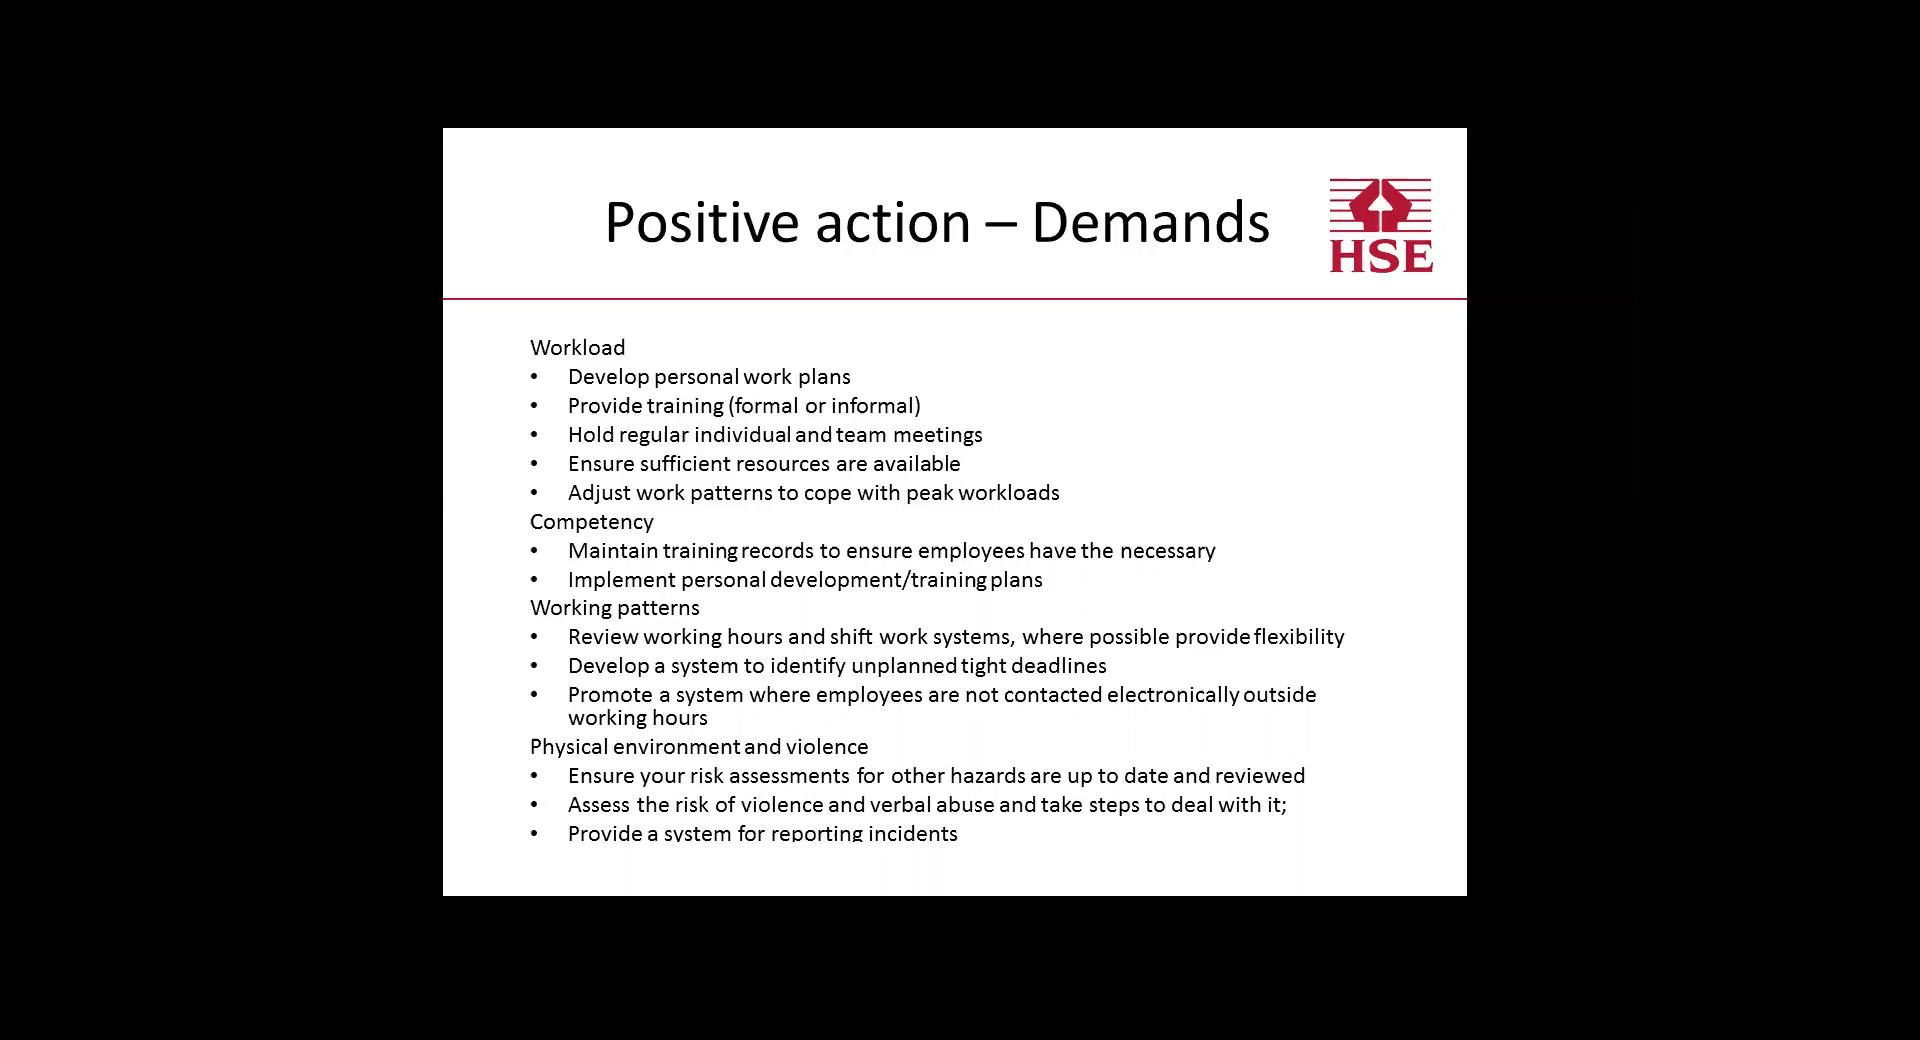 Positive action – Demands
HSE
Workload
• Develop personal work plans
• Provide training (formal or informal)
• Hold regular individual and team meetings
• Ensure sufficient resources are available
• Adjust work patterns to cope with peak workloads
Competency
• Maintain training records to ensure employees have the necessary
• Implement personal development/training plans
Working patterns
• Review working hours and shift work systems, where possible provide flexibility
• Develop a system to identify unplanned tight deadlines
• Promote a system where employees are not contacted electronically outside
working hours
Physical environment and violence
• Ensure your risk assessments for other hazards are up to date and reviewed
• Assess the risk of violence and verbal abuse and take steps to deal with it;
• Provide a system for reporting incidents